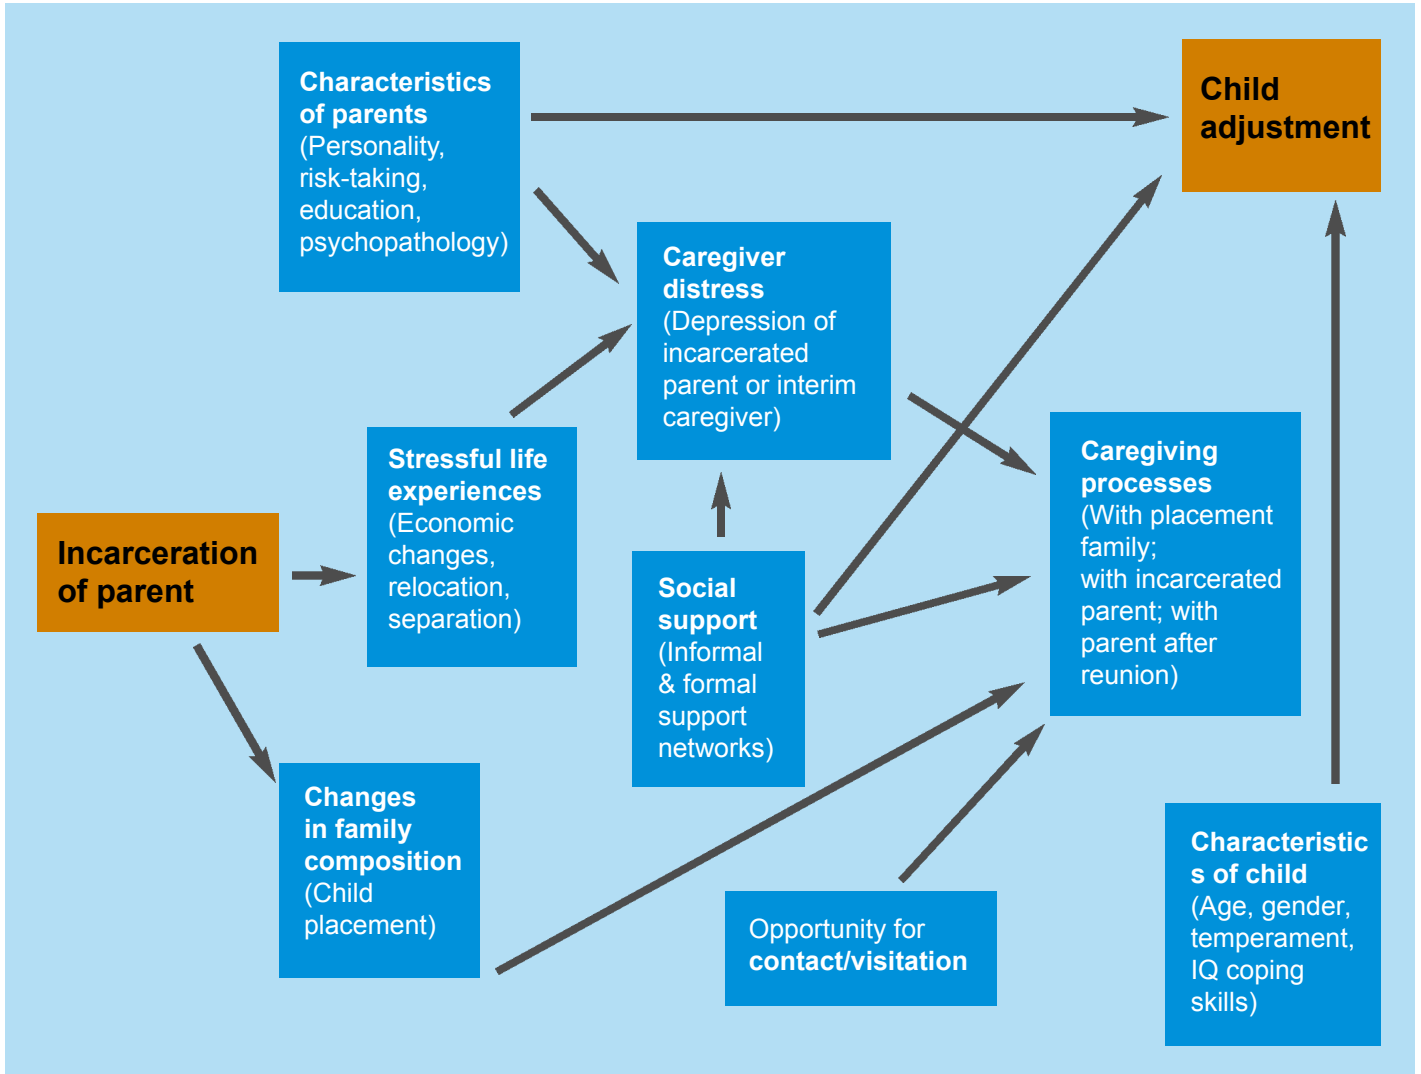 Characteristics
of parents
(Personality,
risk-taking,
education,
psychopathology)
Child
adjustment
Caregiver
distress
(Depression of
incarcerated
parent or interim
caregiver)
Stressful life
experiences
(Economic
changes,
relocation,
separation)
Caregiving
processes
(With placement
family;
with incarcerated
parent; with
parent after
reunion)
Incarceration
of parent
Social
support
(Informal
& formal
support
networks)
Changes
in family
composition
(Child
placement)
Opportunity for
contact/visitation
Characteristic
s of child
(Age, gender,
temperament,
IQ coping
skills)